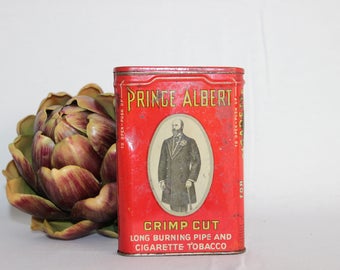 PRINCE ALBERT
CRIMP CUT
LONG BURNING PIPE AND
CIGARETTE TOBACCO